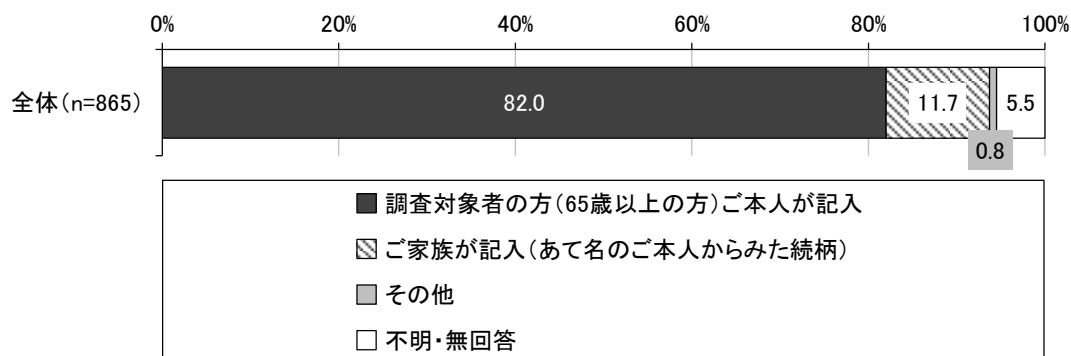 0% 20% 40% 60% 80% 100%
全体(n=865) 82.0 11.7 5.5
0.8
調査対象者の方(65歳以上の方)ご本人が記入
ご家族が記入(あて名のご本人からみた続柄)
その他
不明・無回答